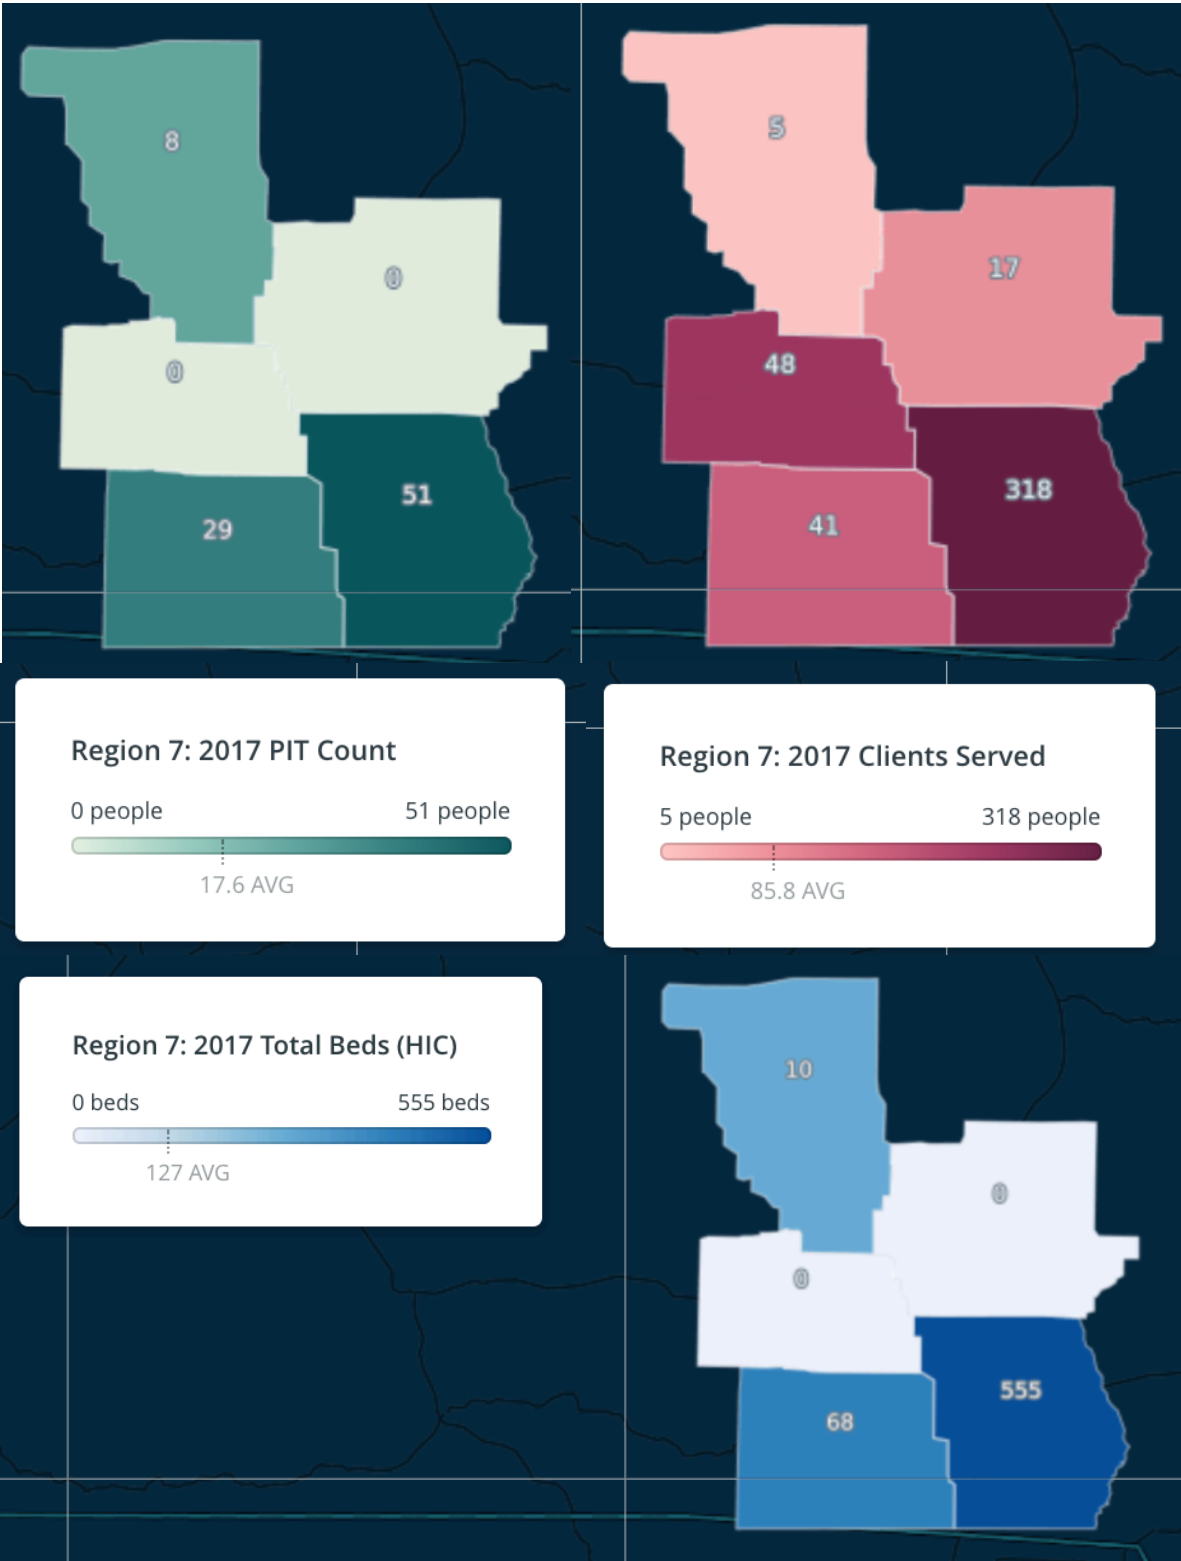 8
0
0
51
29
5
17
48
318
41
Region 7: 2017 PIT Count
0 people 51 people
17.6 AVG
Region 7: 2017 Clients Served
5 people 318 people
85.8 AVG
Region 7: 2017 Total Beds (HIC)
0 beds 555 beds
127 AVG
10
0
0
555
68